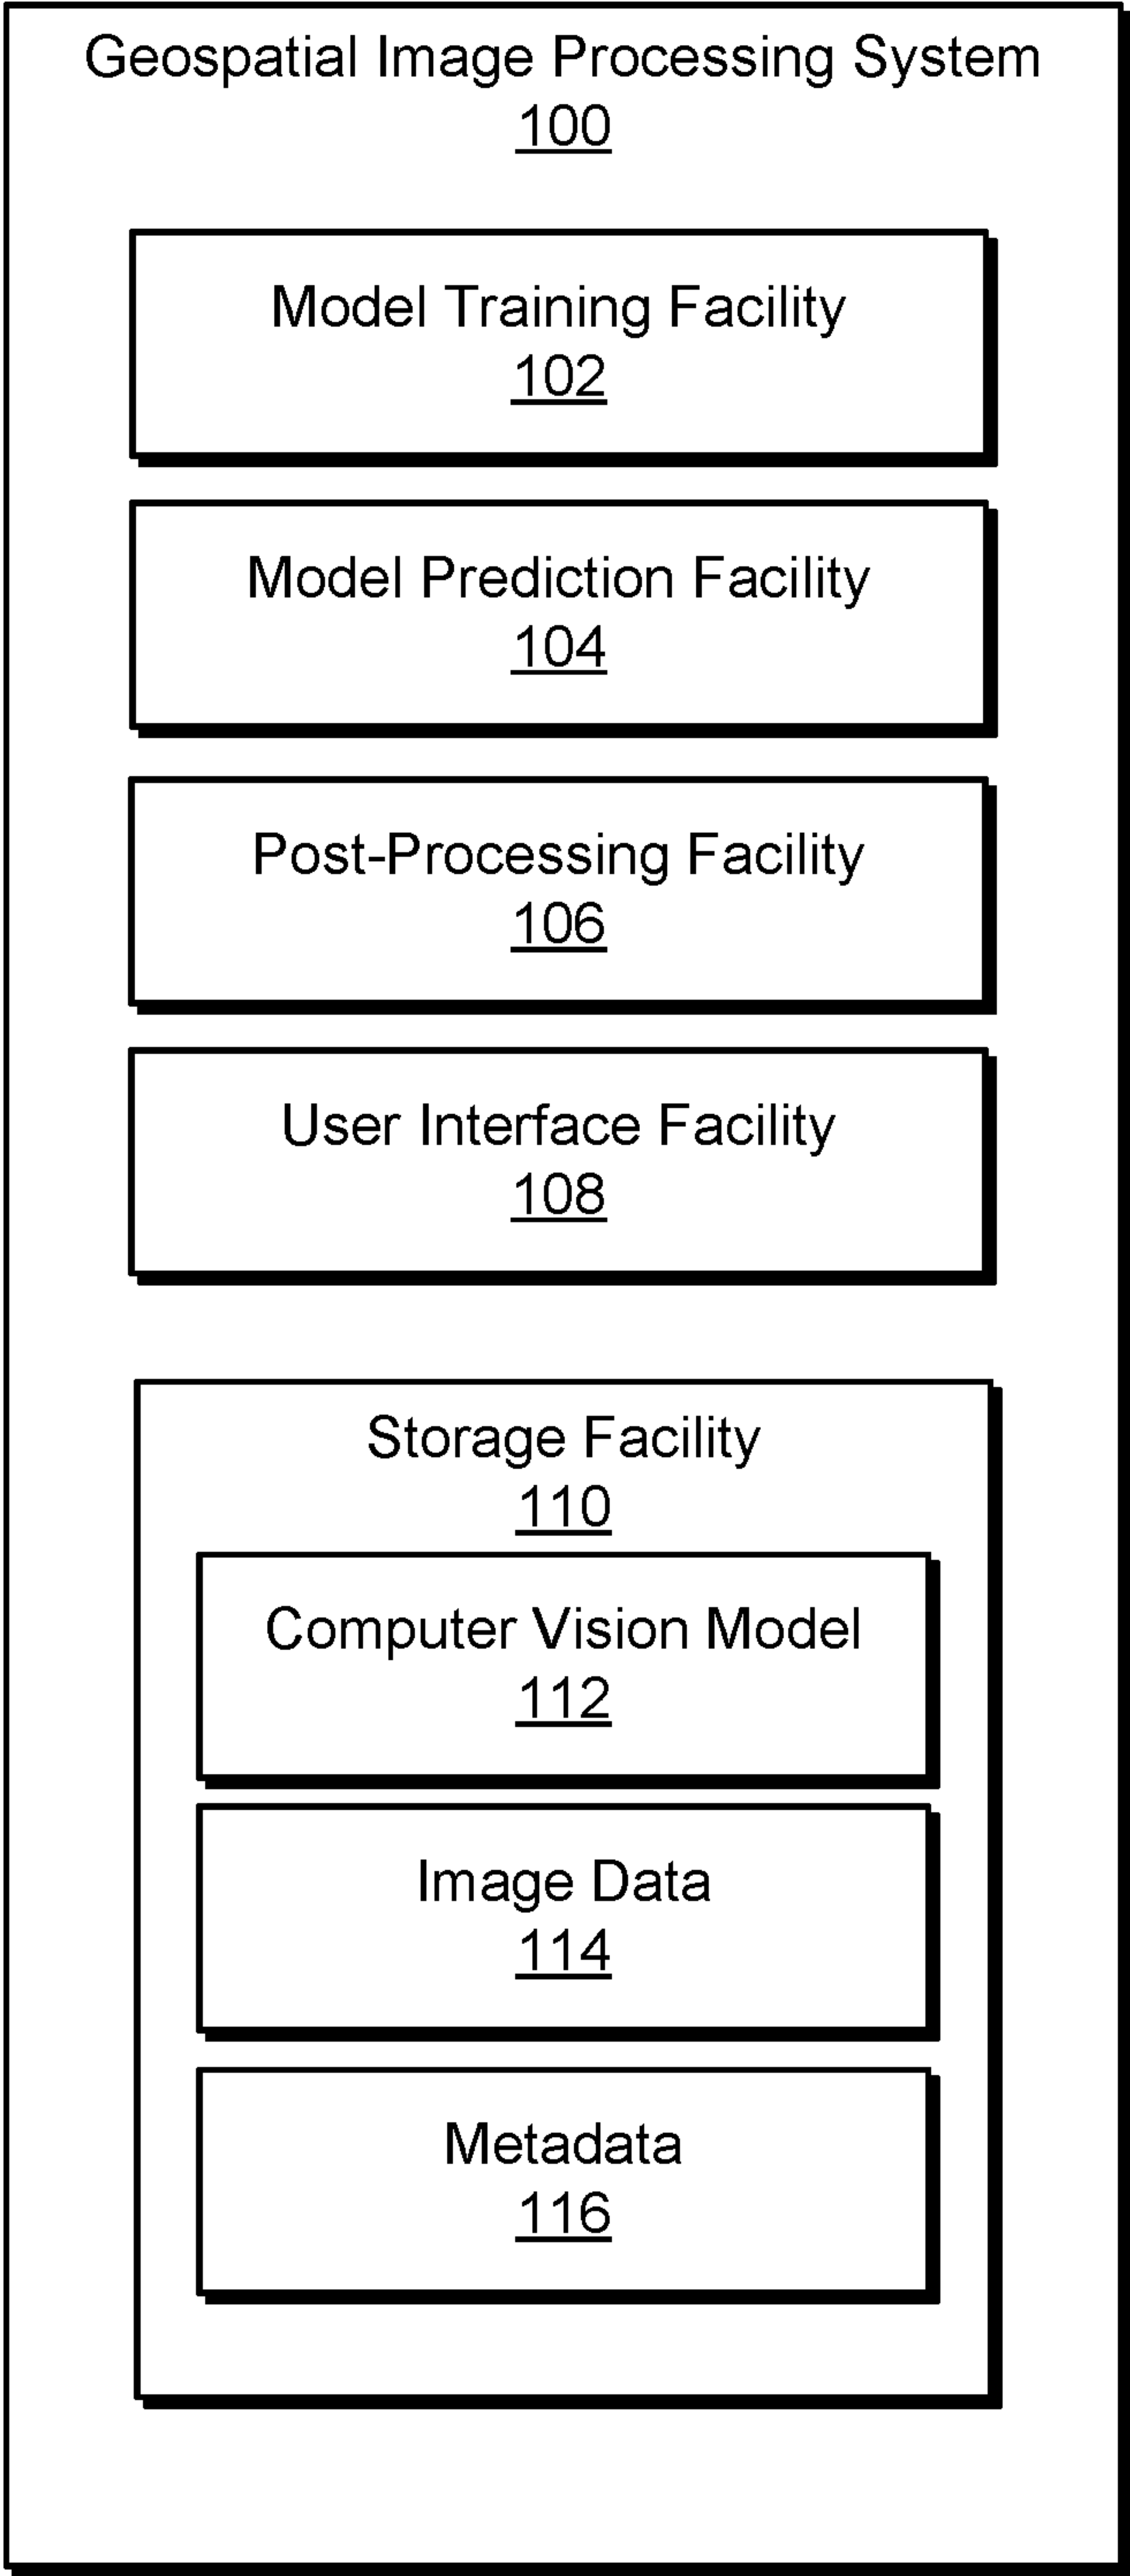 Geospatial Image Processing System
100
Model Training Facility
102
Model Prediction Facility
104
Post-Processing Facility
106
User Interface Facility
108
Storage Facility
110
Computer Vision Model
112
Image Data
114
Metadata
116